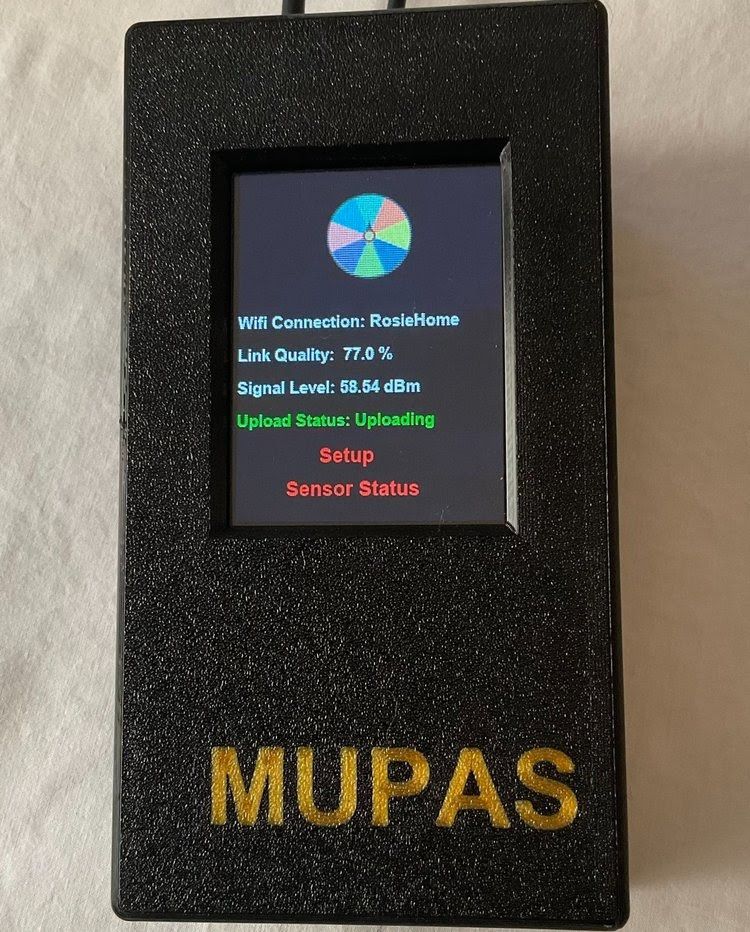 Wifi Connection: RosieHome
Link Quality: 77.0 %
Signal Level: 58.54 dBm
Upload Status: Uploading
Setup
Sensor Status
MUPAS